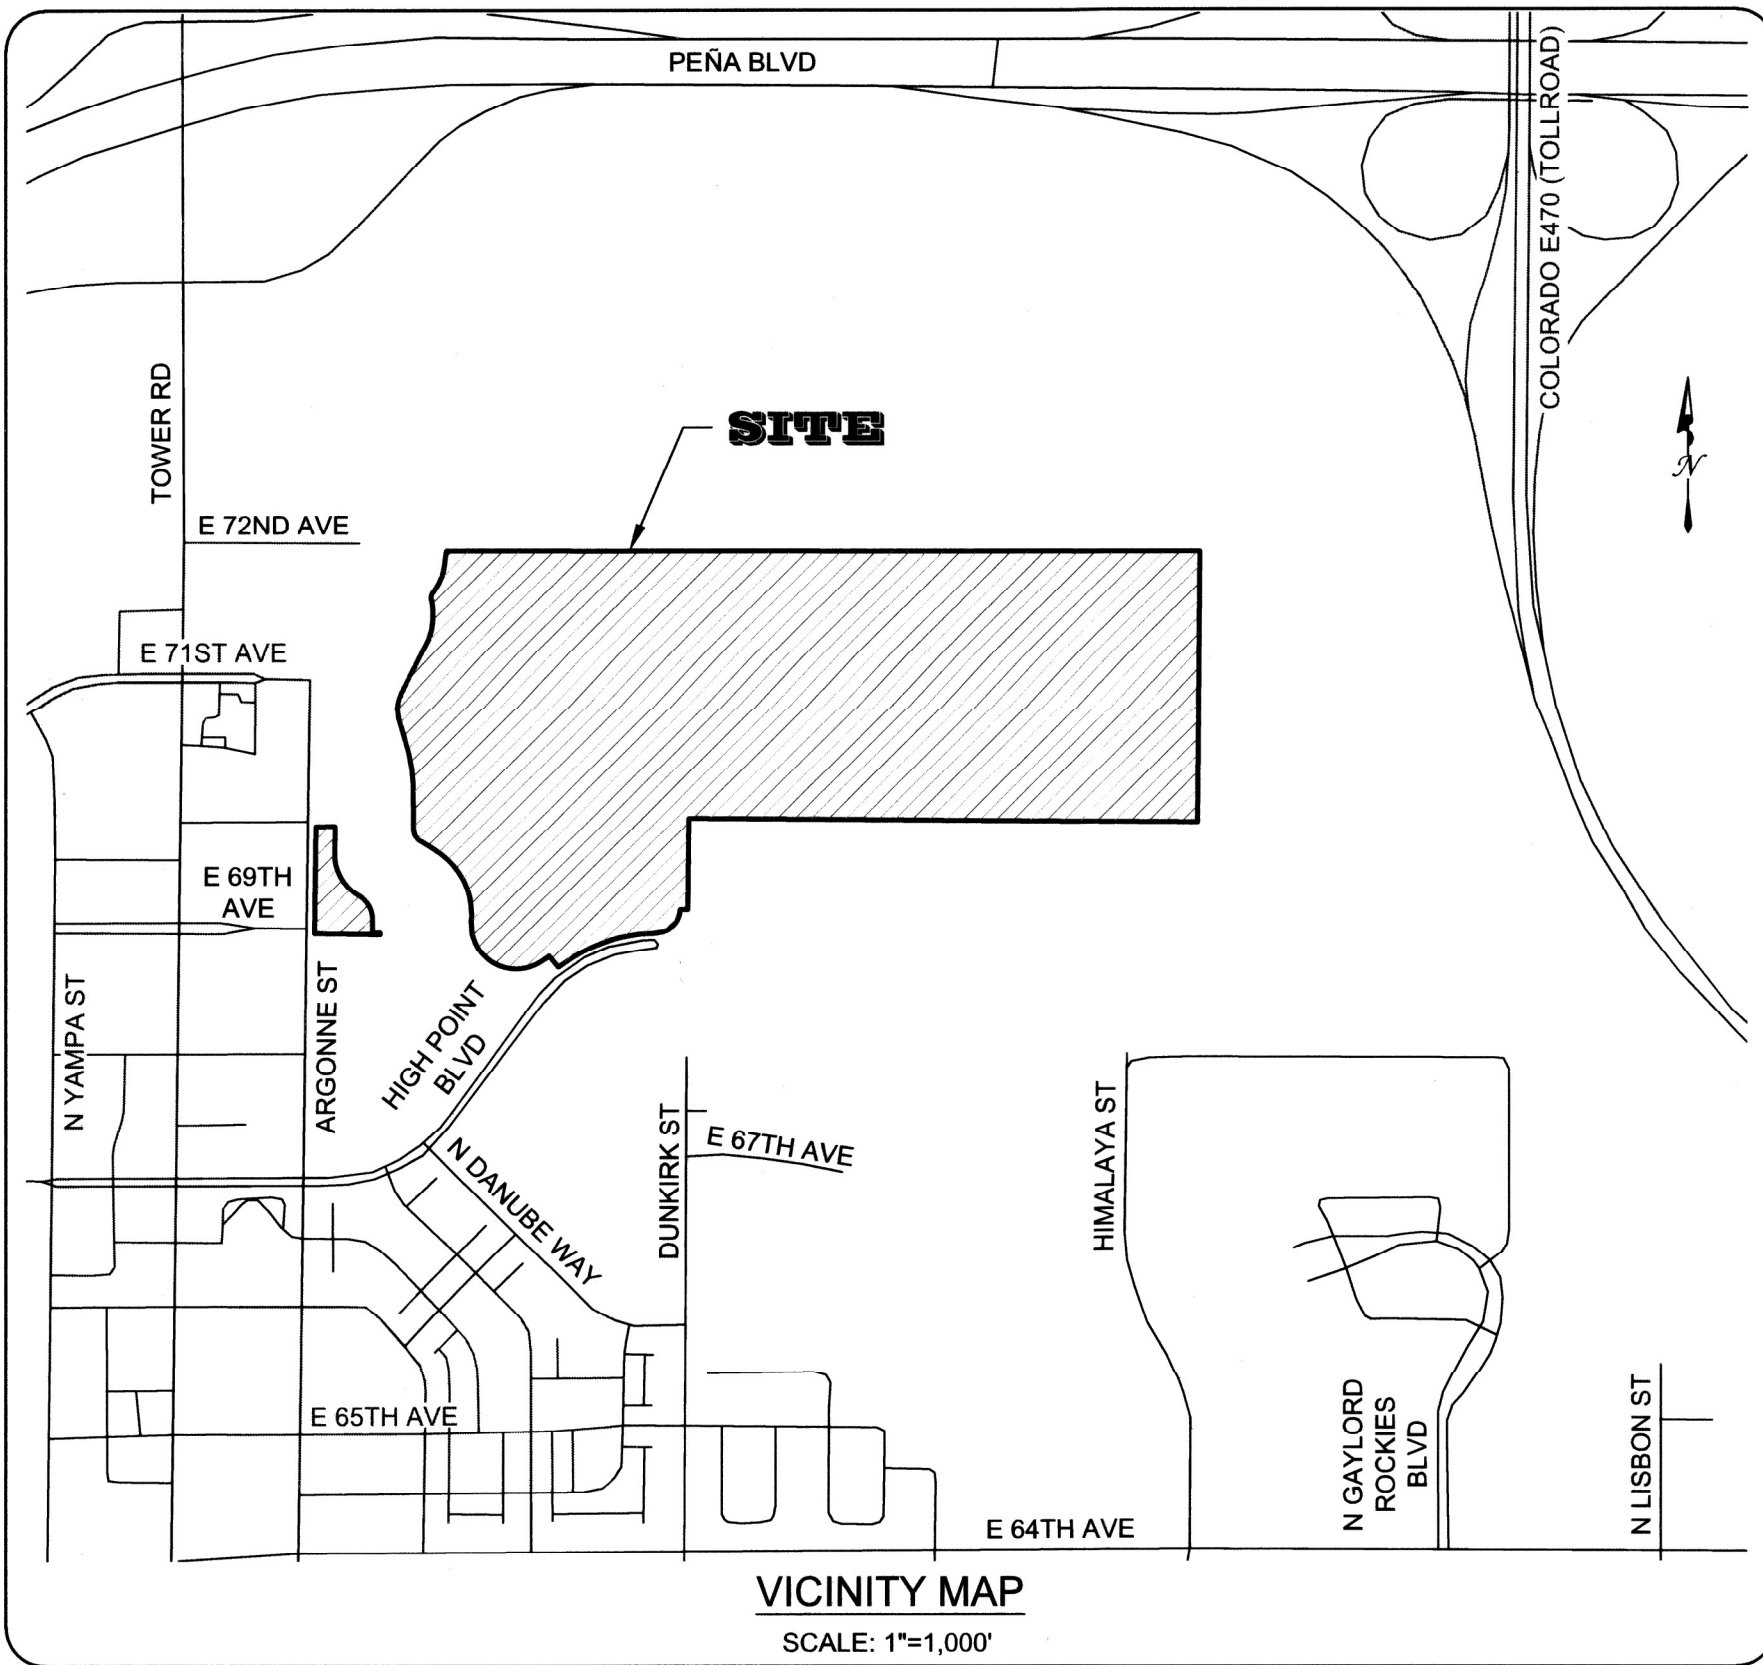 PEÑA BLVD
COLORADO E470 (TOLLROAD)
TOWER RD
SITE
N
E 72ND AVE
E 71ST AVE
E 69TH
AVE
N YAMPA ST
ARGONNE ST
HIGH POINT
BLVD
N DANUBE WAY
DUNKIRK ST
E 67TH AVE
HIMALAYA ST
E 65TH AVE
N GAYLORD
ROCKIES
BLVD
N LISBON ST
E 64TH AVE
VICINITY MAP
SCALE: 1"=1,000'